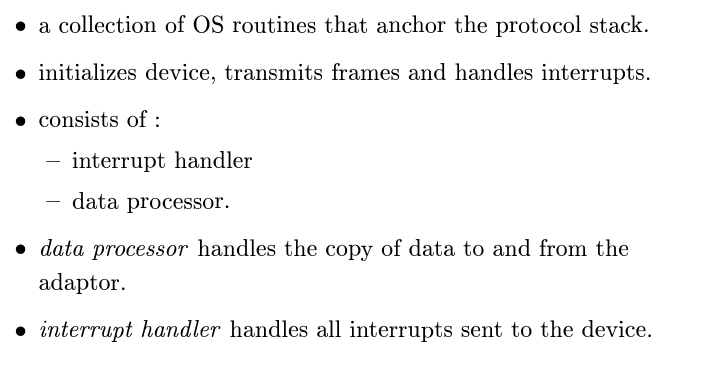 • a collection of OS routines that anchor the protocol stack.
• initializes device, transmits frames and handles interrupts.
• consists of :
– interrupt handler
– data processor.
• data processor handles the copy of data to and from the
adaptor.
• interrupt handler handles all interrupts sent to the device.